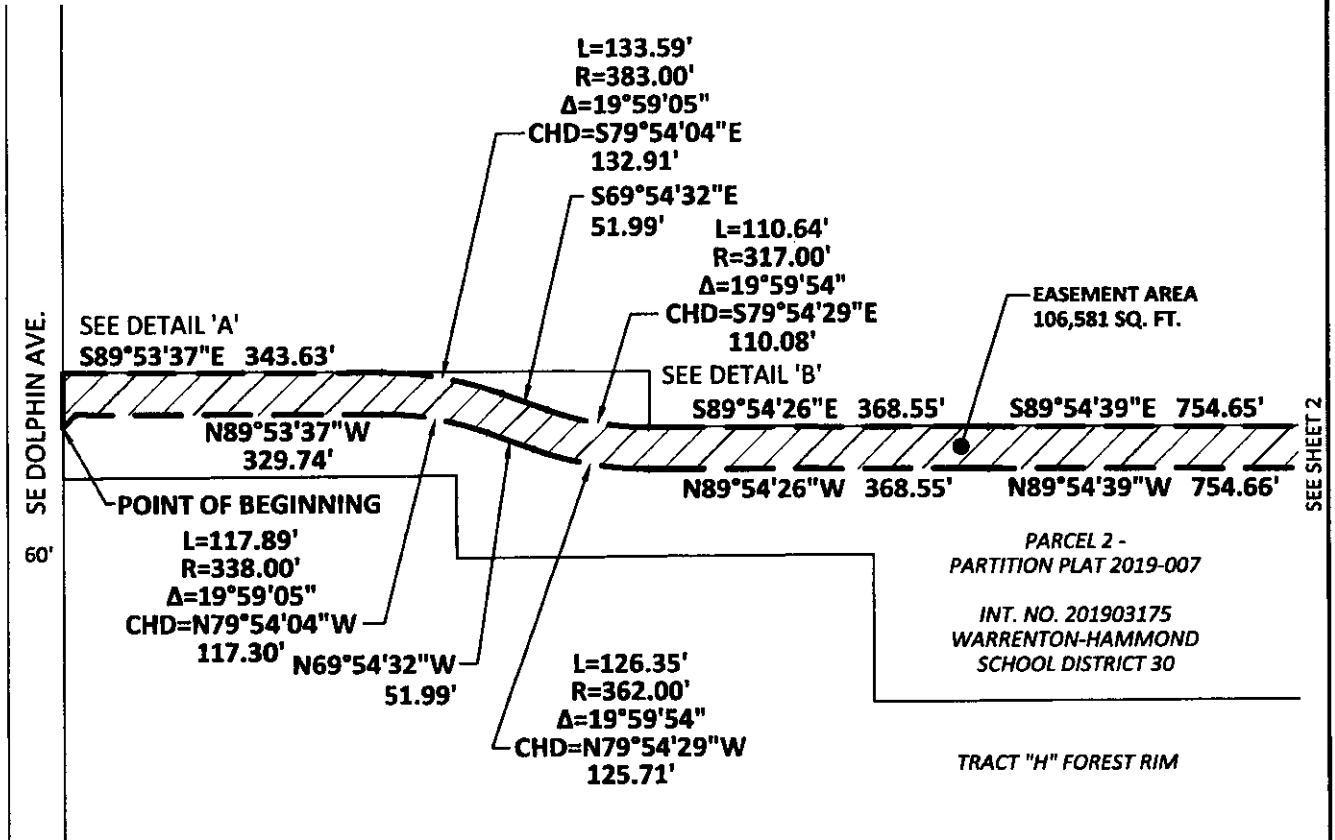 L=133.59'
R=383.00'
Δ=19°59'05"
CHD=S79°54'04"E
132.91'
S69°54'32"E
51.99'
L=110.64'
R=317.00'
Δ=19°59'54"
CHD=S79°54'29"E
110.08'
EASEMENT AREA
106,581 SQ. FT.
SE DOLPHIN AVE.
60'
SEE DETAIL 'A'
S89°53'37"E 343.63'
SEE DETAIL 'B'
S89°54'26"E 368.55'
S89°54'39"E 754.65'
SEE SHEET 2
N89°53'37"W
329.74'
N89°54'26"W 368.55'
N89°54'39"W 754.66'
POINT OF BEGINNING
L=117.89'
R=338.00'
Δ=19°59'05"
CHD=N79°54'04"W
117.30'
N69°54'32"W
51.99'
L=126.35'
R=362.00'
Δ=19°59'54"
CHD=N79°54'29"W
125.71'
PARCEL 2 -
PARTITION PLAT 2019-007
INT. NO. 201903175
WARRENTON-HAMMOND
SCHOOL DISTRICT 30
TRACT "H" FOREST RIM